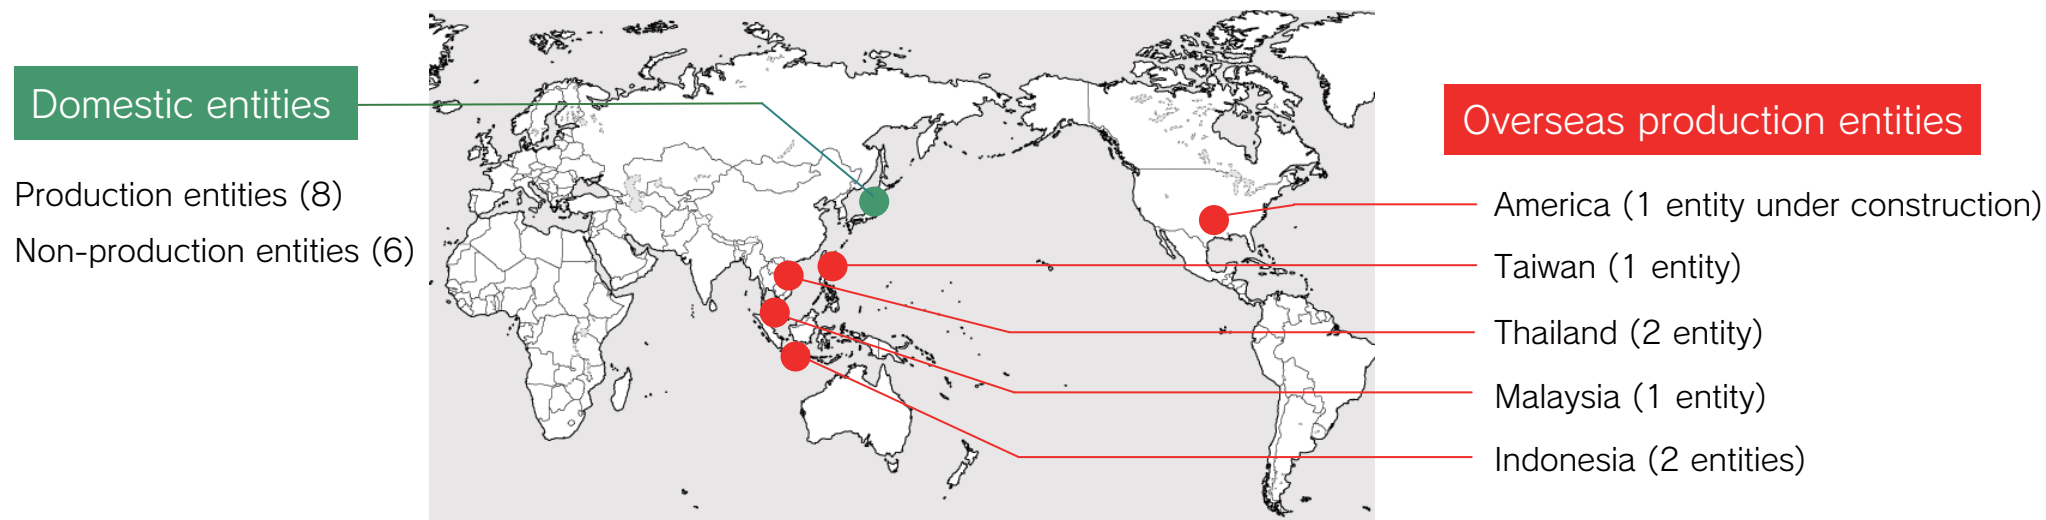 Domestic entities
Production entities (8)
Non-production entities (6)
Overseas production entities
America (1 entity under construction)
Taiwan (1 entity)
Thailand (2 entity)
Malaysia (1 entity)
Indonesia (2 entities)